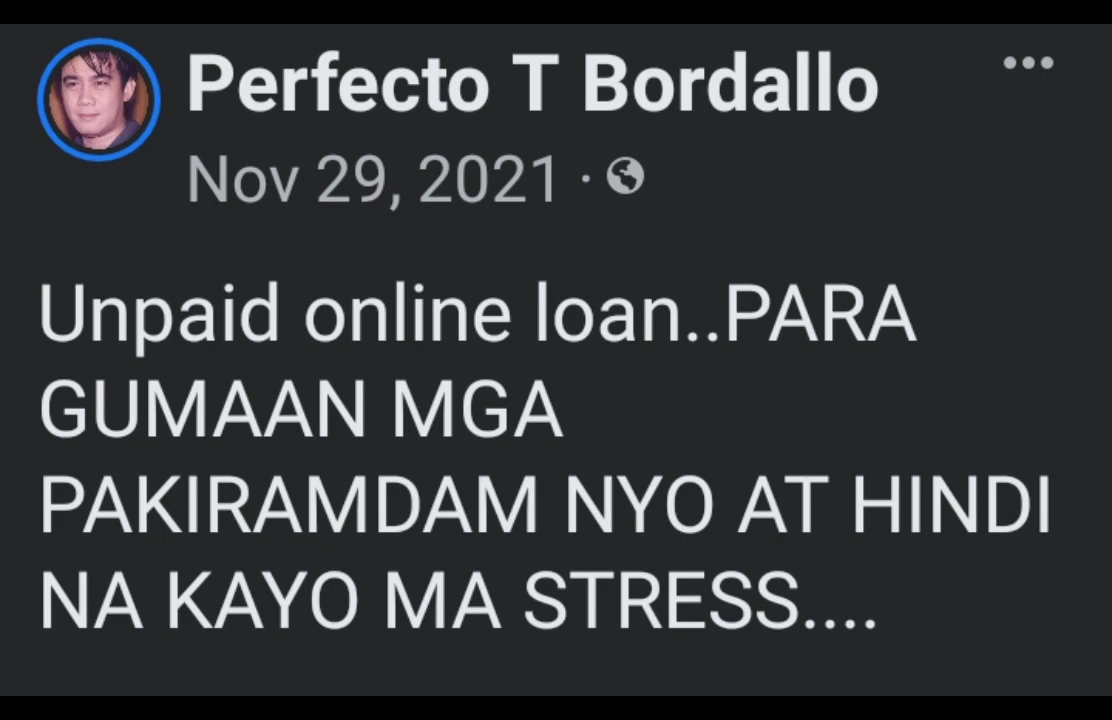 Perfecto T Bordallo
Nov 29, 2021 ·
Unpaid online loan..PARA
GUMAAN MGA
PAKIRAMDAM NYO AT HINDI
NA KAYO MA STRESS....